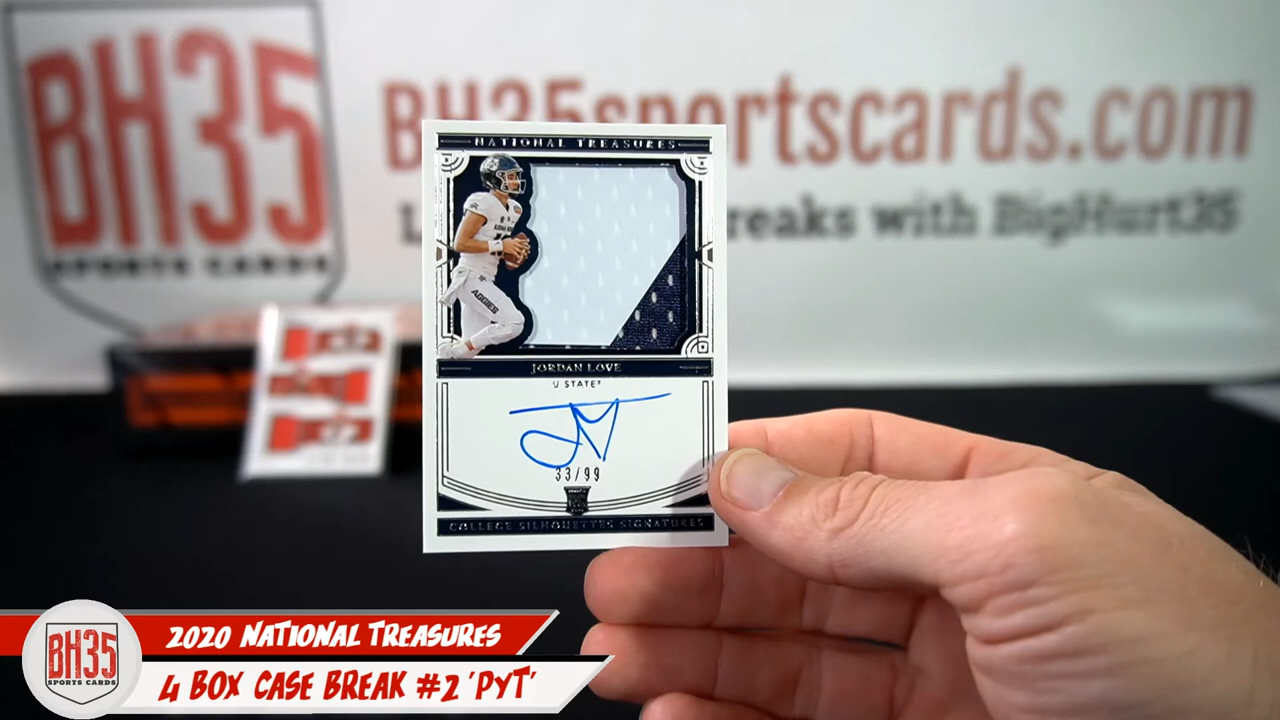 BH35
SPORTS CARDS
BH35sportscards.com
reaks with BigHurt35
NATIONAL TREASURES
AGGIES
JORDAN LOVE
U STATE
33/99
COLLEGE SILHOUETTES SIGNATURES
BH35
SPORTS CARDS
2020 NATIONAL TREASURES
4 BOX CASE BREAK #2 'PYT'